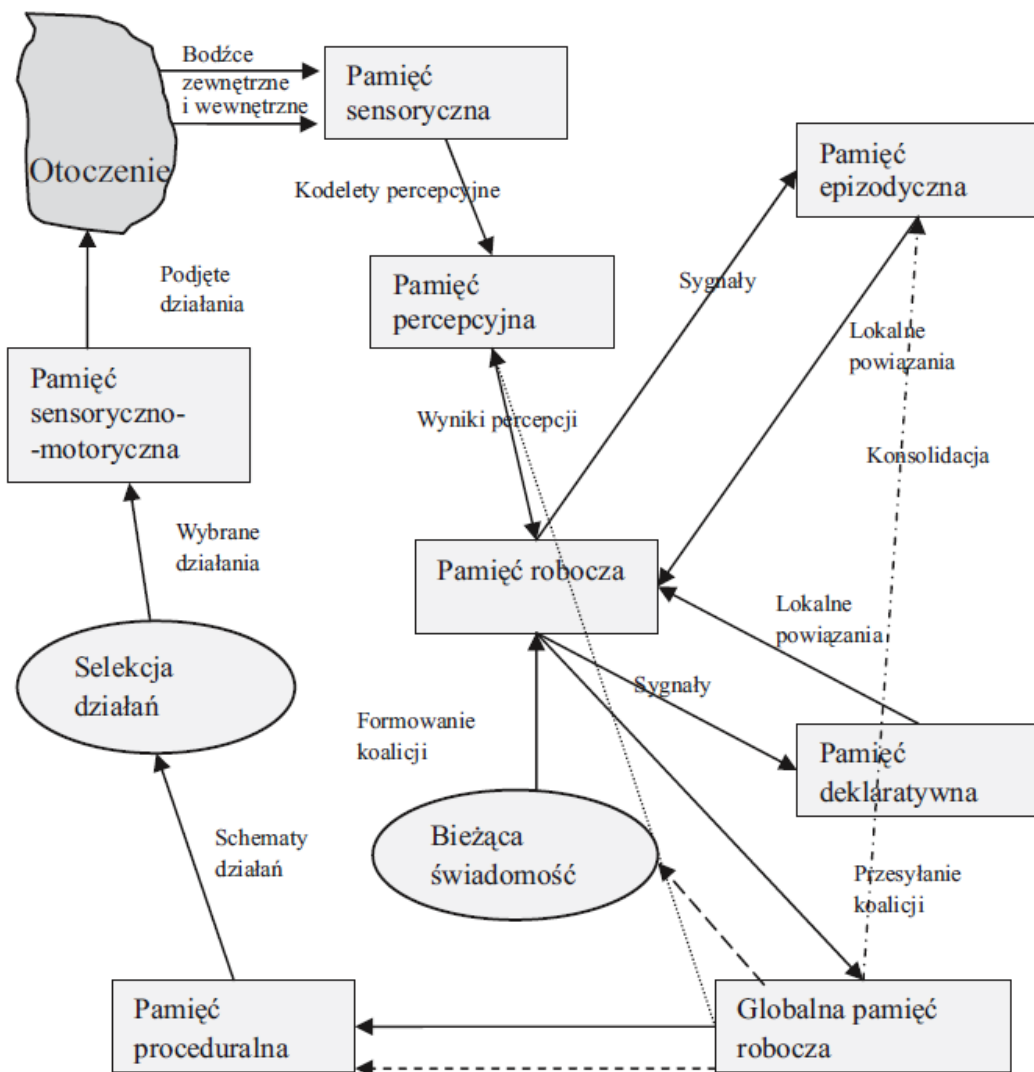 Bodźce
zewnętrzne
i wewnętrzne
Pamięć
sensoryczna
Otoczenie
Kodelety percepcyjne
Pamięć
epizodyczna
Podjęte
działania
Pamięć
percepcyjna
Sygnały
Lokalne
powiązania
Pamięć
sensoryczno-
-motoryczna
Wyniki percepcji
Konsolidacja
Wybrane
działania
Pamięć robocza
Lokalne
powiązania
Selekcja
działań
Sygnały
Formowanie
koalicji
Pamięć
deklaratywna
Schematy
działań
Bieżąca
świadomość
Przesyłanie
koalicji
Pamięć
proceduralna
Globalna pamięć
robocza